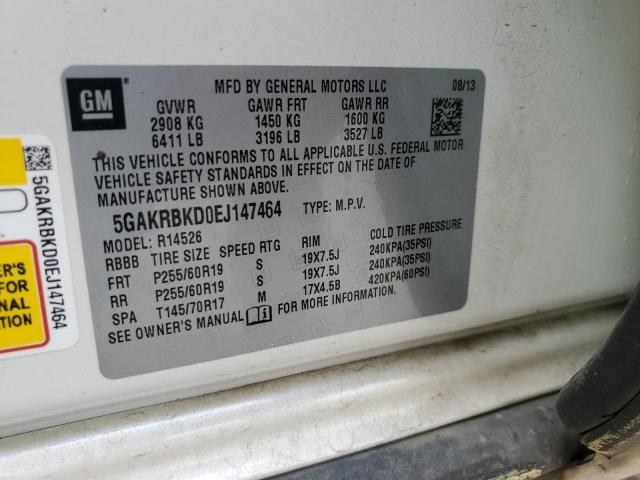 GM
MFD BY GENERAL MOTORS LLC
08/13
GVWR GAWR FRT GAWR RR
2908 KG 1450 KG 1600 KG
6411 LB 3196 LB 3527 LB
THIS VEHICLE CONFORMS TO ALL APPLICABLE U.S. FEDERAL MOTOR
VEHICLE SAFETY STANDARDS IN EFFECT ON THE DATE OF
MANUFACTURE SHOWN ABOVE.
5GAKRBKD0EJ147464 TYPE: M.P.V.
MODEL: R14526
RBBB TIRE SIZE SPEED RTG RIM COLD TIRE PRESSURE
FRT P255/60R19 S 19X7.5J 240KPA(35PSI)
RR P255/60R19 S 19X7.5J 240KPA(35PSI)
SPA T145/70R17 M 17X4.5B 420KPA(60PSI)
SEE OWNER'S MANUAL i FOR MORE INFORMATION.
5GAKRBKD0EJ147464
ER'S
FOR
NAL
ION